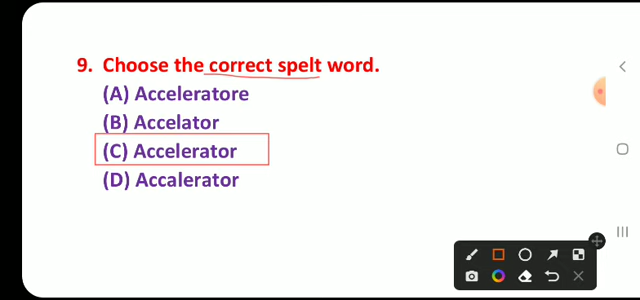 9. Choose the correct spelt word.
(A) Acceleratore
(B) Accelator
(C) Accelerator
(D) Accalerator